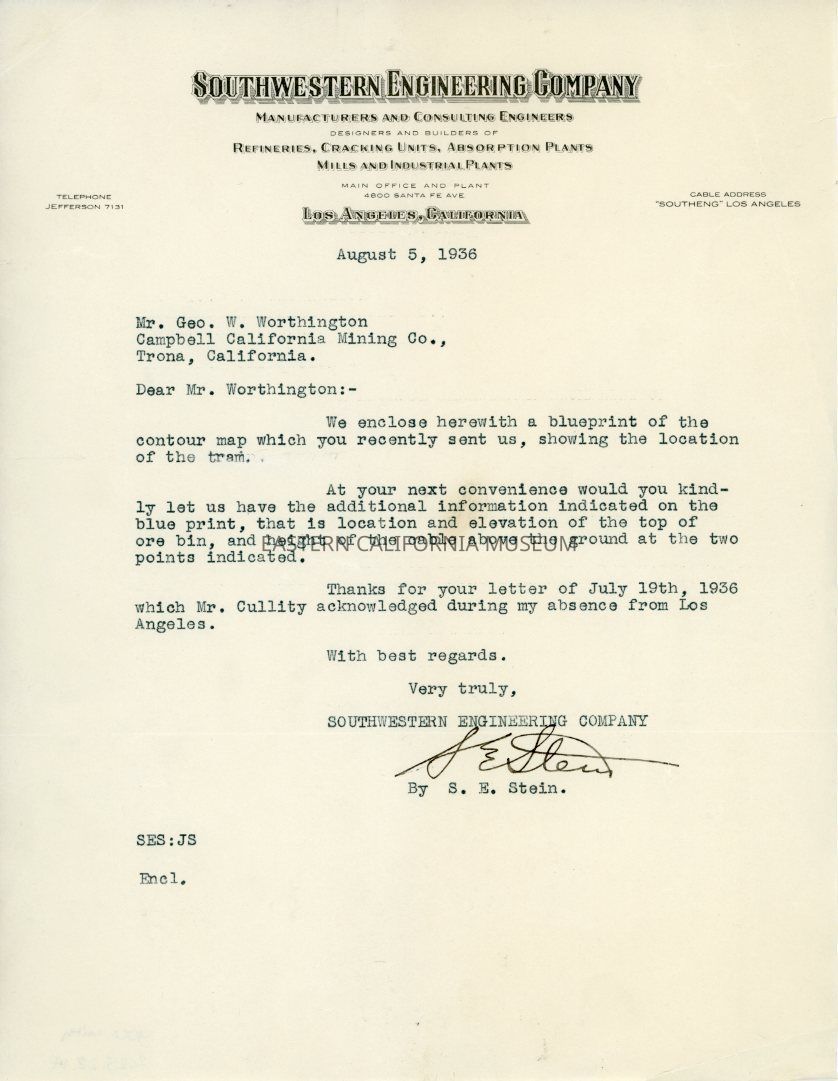 SOUTHWESTERN ENGINEERING COMPANY
MANUFACTURERS AND CONSULTING ENGINEERS
DESIGNERS AND BUILDERS OF
REFINERIES, CRACKING UNITS, ABSORPTION PLANTS
MILLS AND INDUSTRIAL PLANTS
MAIN OFFICE AND PLANT
4800 SANTA FE AVE.
LOS ANGELES, CALIFORNIA
TELEPHONE
JEFFERSON 7131
CABLE ADDRESS
"SOUTHENG" LOS ANGELES
August 5, 1936
Mr. Geo. W. Worthington
Campbell California Mining Co.,
Trona, California.
Dear Mr. Worthington:-
We enclose herewith a blueprint of the
contour map which you recently sent us, showing the location
of the tram.
At your next convenience would you kind-
ly let us have the additional information indicated on the
blue print, that is location and elevation of the top of
ore bin, and height of the cable above the ground at the two
EASTERN CALIFORNIA MUSEUM
points indicated.
Thanks for your letter of July 19th, 1936
which Mr. Cullity acknowledged during my absence from Los
Angeles.
With best regards.
Very truly,
SOUTHWESTERN ENGINEERING COMPANY
S E Stein
By S. E. Stein.
SES:JS
Encl.